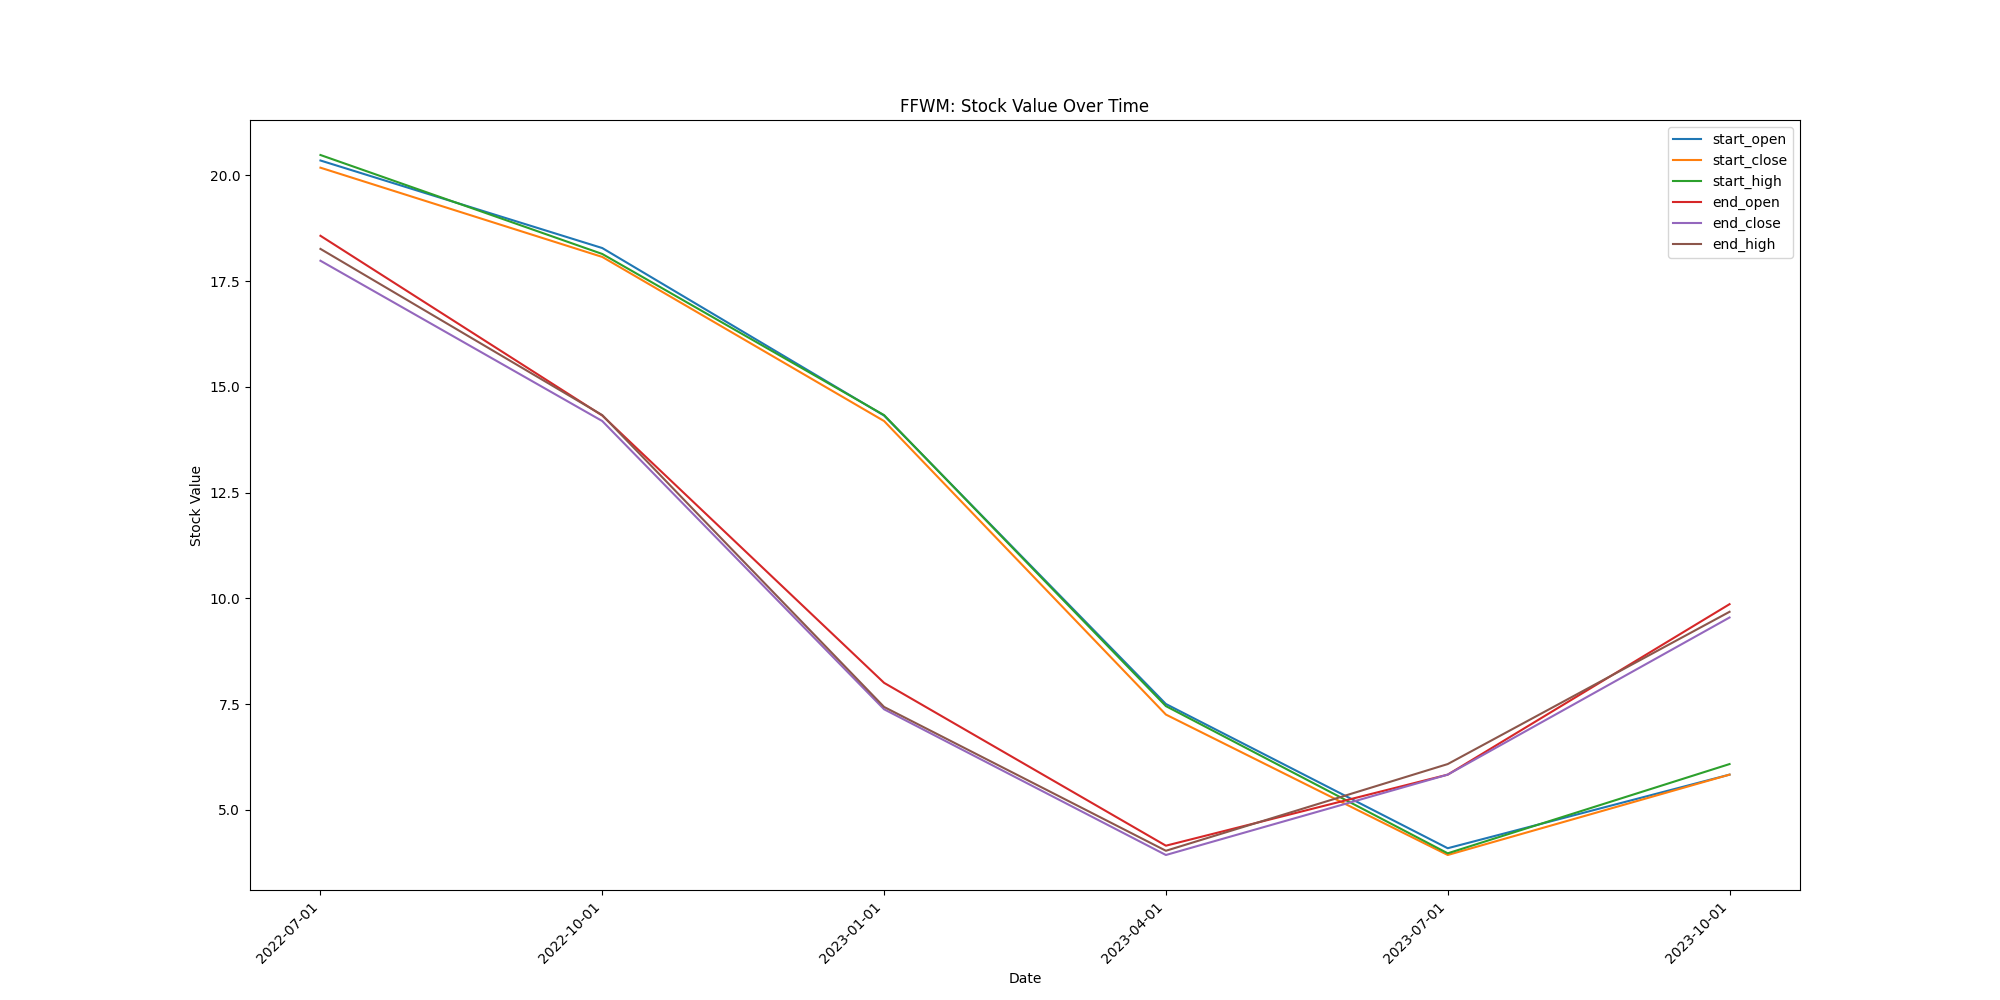 FFWM: Stock Value Over Time
start_open
start_close
start_high
end_open
end_close
end_high
Stock Value
20.0
17.5
15.0
12.5
10.0
7.5
5.0
2022-07-01
2022-10-01
2023-01-01
2023-04-01
2023-07-01
2023-10-01
Date